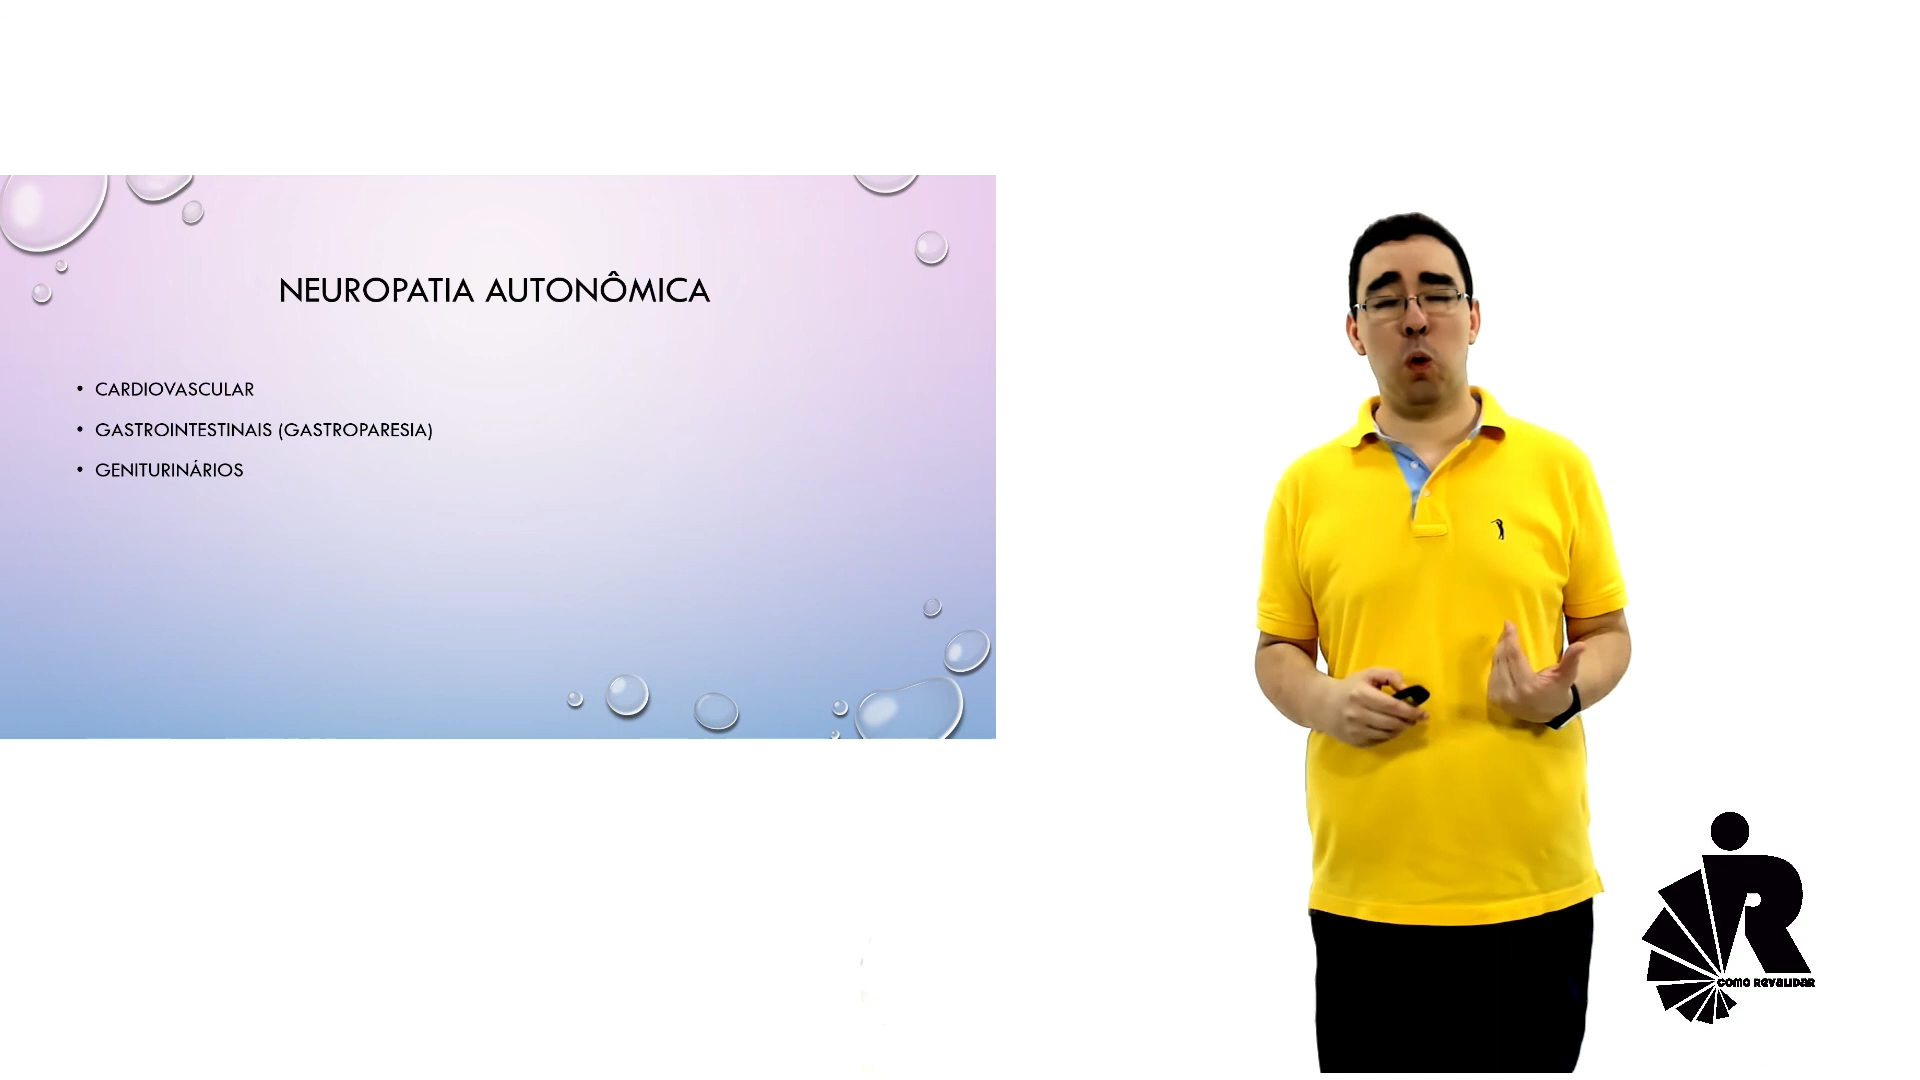 NEUROPATIA AUTONÔMICA
• CARDIOVASCULAR
• GASTROINTESTINAIS (GASTROPARESIA)
• GENITURINÁRIOS
R
COMO REVALIDAR